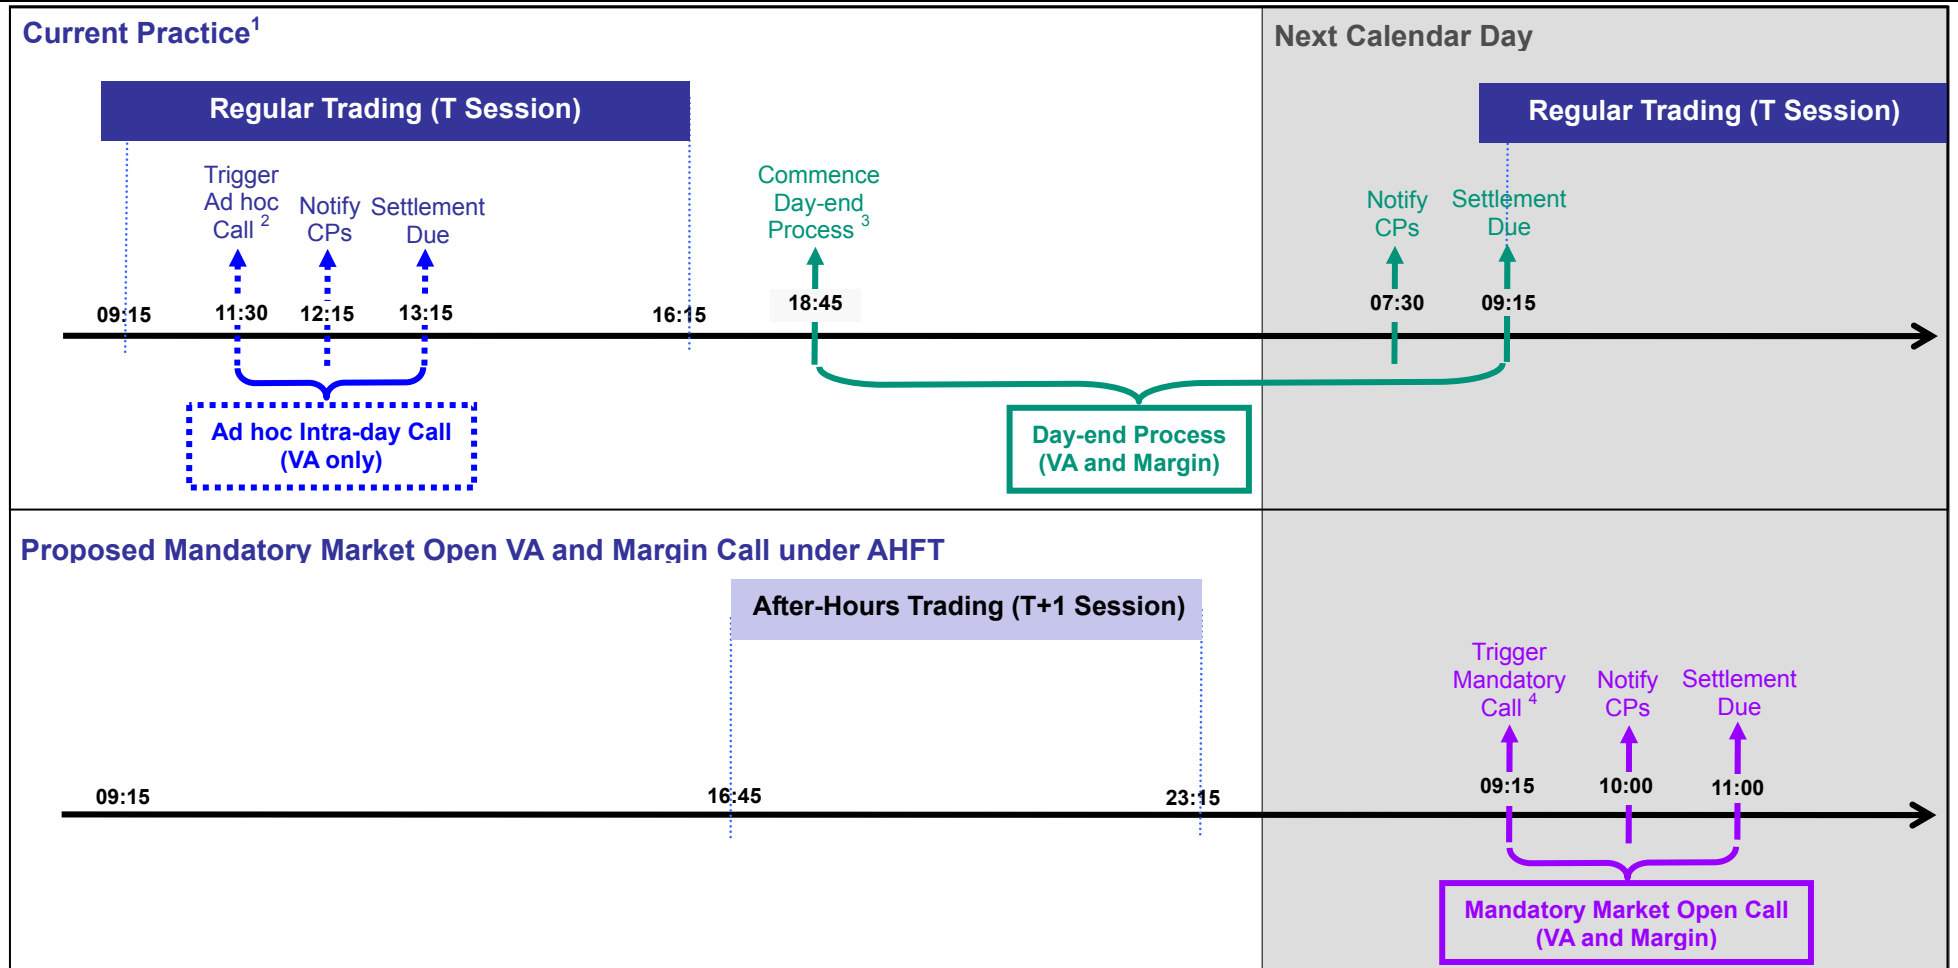 Current Practice1
Next Calendar Day
Regular Trading (T Session)
Regular Trading (T Session)
Trigger
Ad hoc
Call 2
Notify
CPs
Settlement
Due
Commence
Day-end
Process 3
Notify
CPs
Settlement
Due
09:15
11:30
12:15
13:15
16:15
18:45
07:30
09:15
Ad hoc Intra-day Call
(VA only)
Day-end Process
(VA and Margin)
Proposed Mandatory Market Open VA and Margin Call under AHFT
After-Hours Trading (T+1 Session)
Trigger
Mandatory
Call 4
Notify
CPs
Settlement
Due
09:15
16:45
23:15
09:15
10:00
11:00
Mandatory Market Open Call
(VA and Margin)